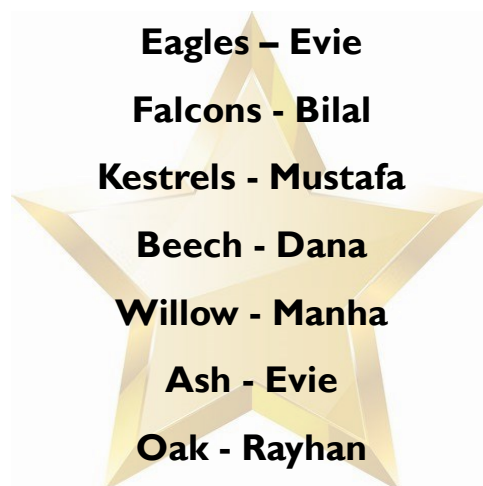 Eagles – Evie
Falcons - Bilal
Kestrels - Mustafa
Beech - Dana
Willow - Manha
Ash - Evie
Oak - Rayhan